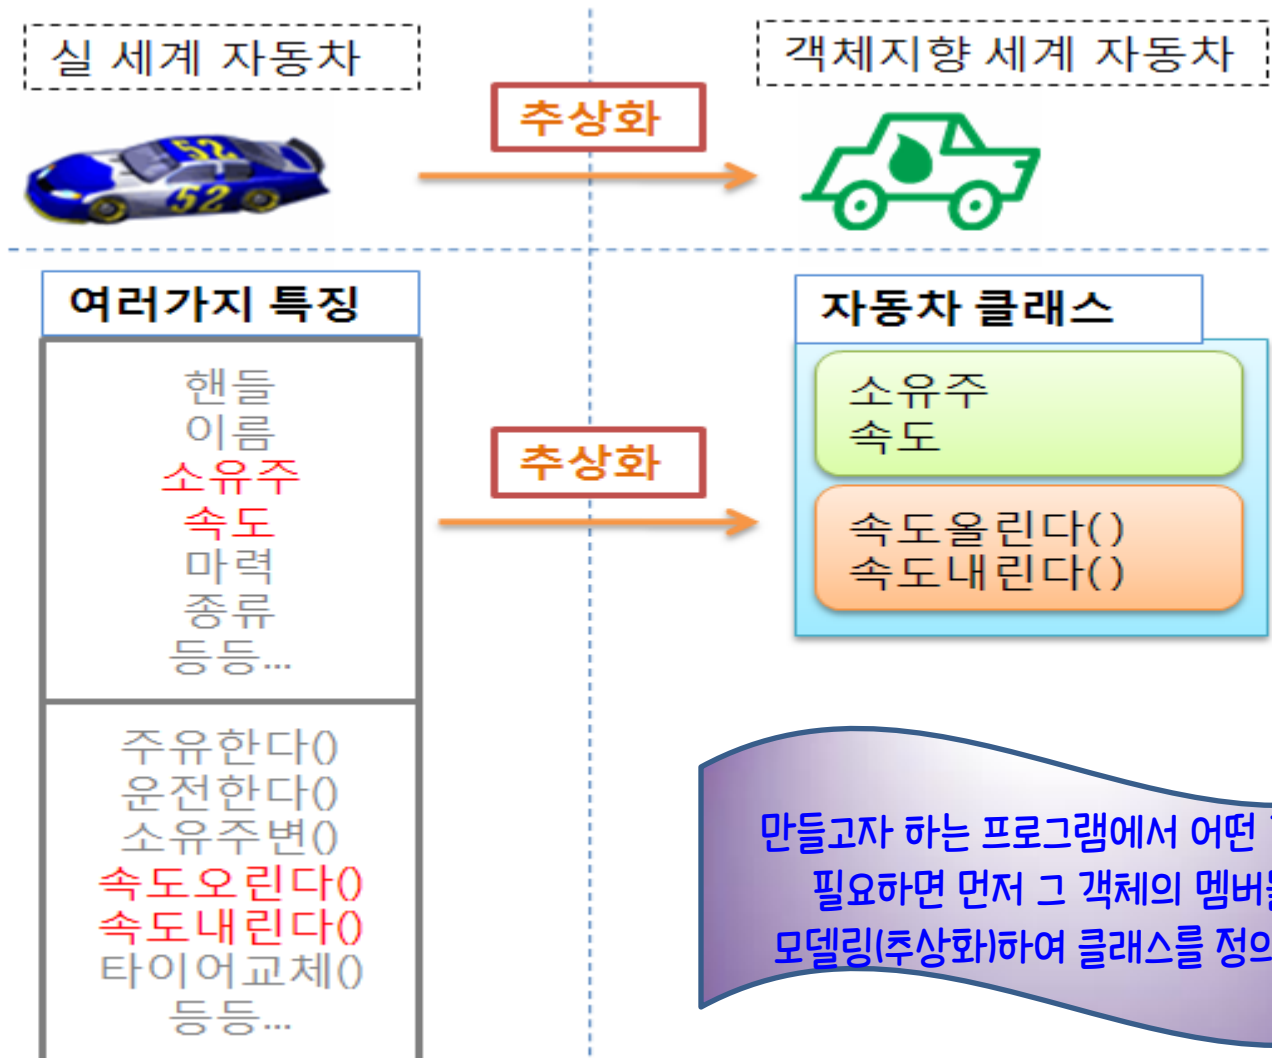 실 세계 자동차
추상화
객체지향 세계 자동차
52
52
여러가지 특징
핸들
이름
소유주
속도
마력
종류
등등...
주유한다()
운전한다()
소유주변()
속도오린다()
속도내린다()
타이어교체()
등등...
추상화
자동차 클래스
소유주
속도
속도올린다()
속도내린다()
만들고자 하는 프로그램에서 어떤
필요하면 먼저 그 객체의
모델링(추상화)하여 클래스를